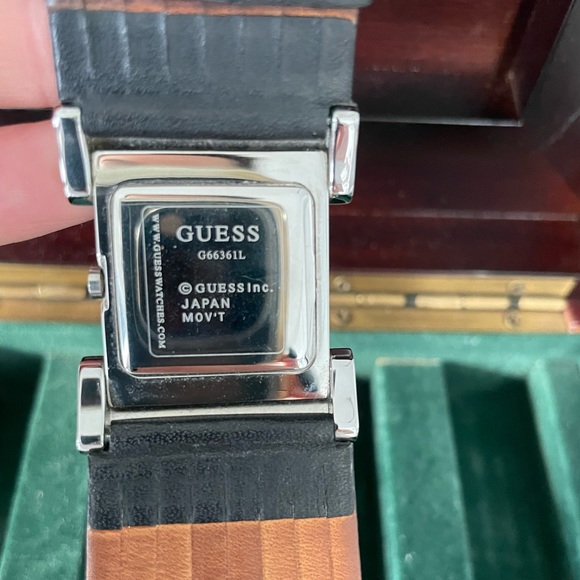 GUESS
G66361L
©GUESSInc.
JAPAN
MOV'T
WWW.GUESSWATCHES.COM